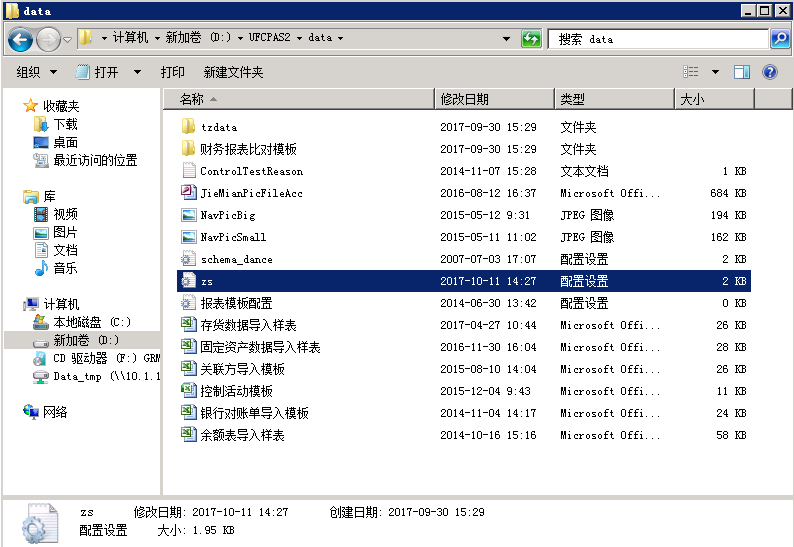 data
计算机 新加卷 (D:) UFCPAS2 data
搜索 data
组织 打开 打印 新建文件夹
名称 修改日期 类型 大小
收藏夹
下载
桌面
最近访问的位置
库
视频
图片
文档
音乐
计算机
本地磁盘 (C:)
新加卷 (D:)
CD 驱动器 (F:) GRM
Data_tmp (\\10.1.1
网络
tzdata 2017-09-30 15:29 文件夹
财务报表比对模板 2017-09-30 15:29 文件夹
ControlTestReason 2014-11-07 15:28 文本文档 1 KB
JieMianPicFileAcc 2016-08-12 16:37 Microsoft Offi... 684 KB
NavPicBig 2015-05-12 9:31 JPEG 图像 194 KB
NavPicSmall 2015-05-11 11:02 JPEG 图像 162 KB
schema_dance 2007-07-03 17:07 配置设置 2 KB
zs 2017-10-11 14:27 配置设置 2 KB
报表模板配置 2014-06-30 13:42 配置设置 0 KB
存货数据导入样表 2017-04-27 10:44 Microsoft Offi... 26 KB
固定资产数据导入样表 2016-11-30 16:04 Microsoft Offi... 28 KB
关联方导入模板 2015-08-10 14:04 Microsoft Offi... 26 KB
控制活动模板 2015-12-04 9:43 Microsoft Offi... 11 KB
银行对账单导入模板 2014-11-04 14:17 Microsoft Offi... 24 KB
余额表导入样表 2014-10-16 15:16 Microsoft Offi... 58 KB
zs 修改日期: 2017-10-11 14:27 创建日期: 2017-09-30 15:29
配置设置 大小: 1.95 KB